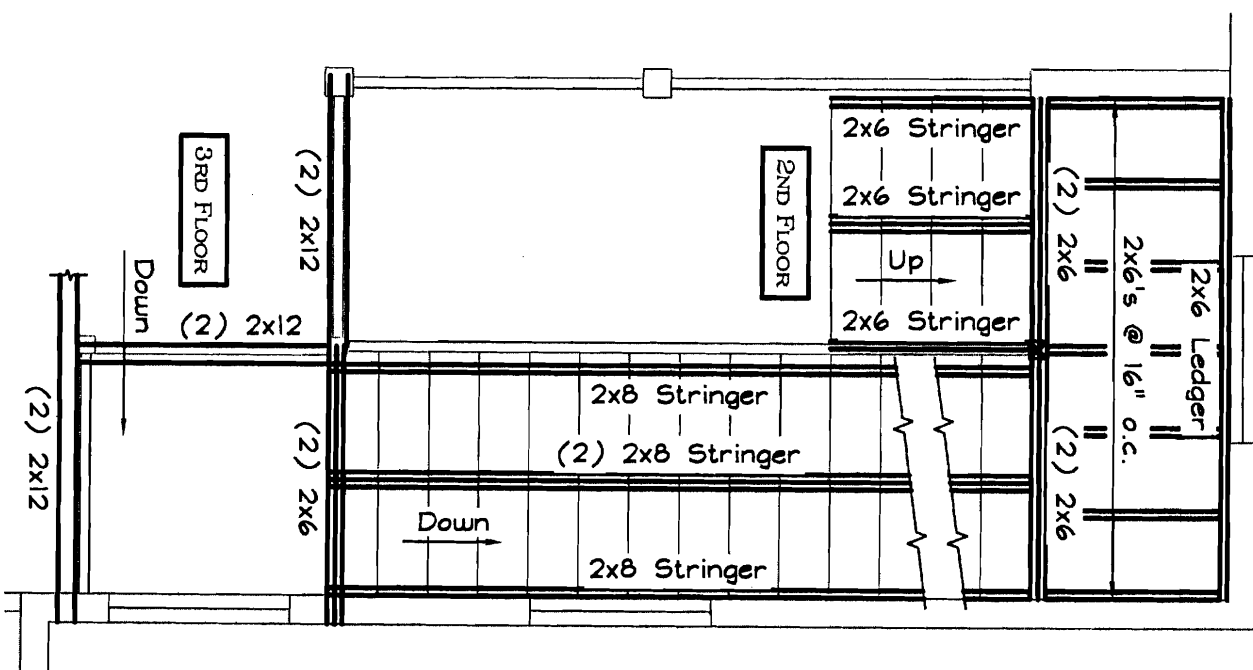 2x6 Stringer
2x6 Stringer
Up
2x6 Stringer
2ND FLOOR
3RD FLOOR
(2) 2x12
Down
(2) 2x12
(2) 2x12
(2) 2x6
2x8 Stringer
(2) 2x8 Stringer
Down
2x8 Stringer
(2) 2x6
2x6's @ 16" o.c.
2x6 Ledger
(2) 2x6